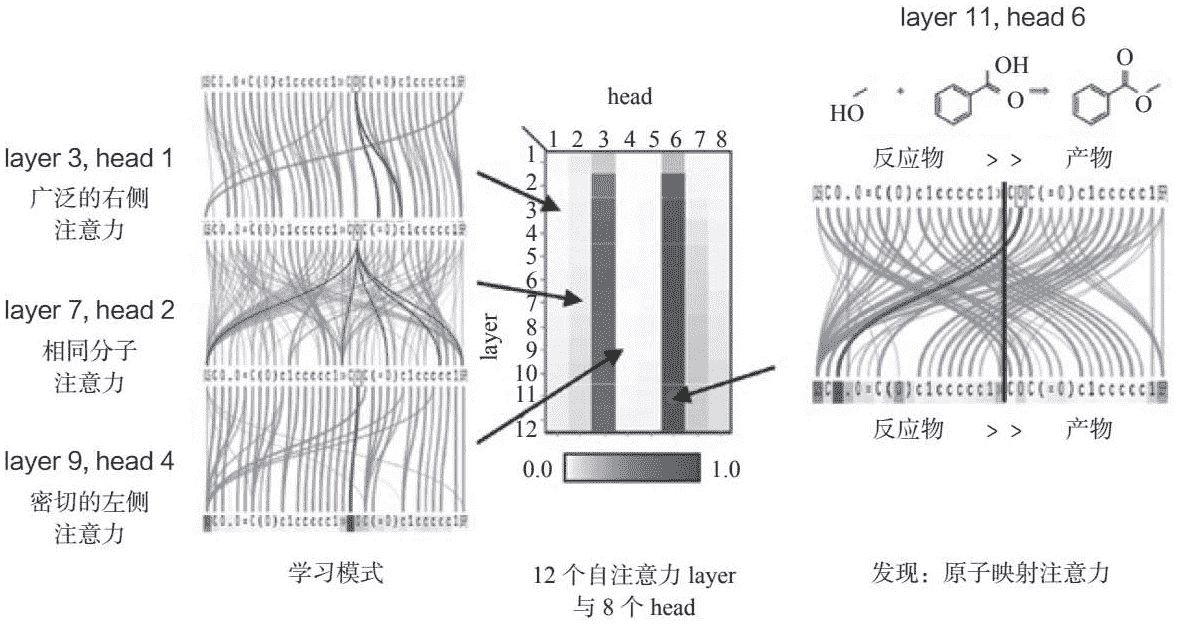 layer 3, head 1
广泛的右侧
注意力
layer 7, head 2
相同分子
注意力
layer 9, head 4
密切的左侧
注意力
学习模式
head
1 2 3 4 5 6 7 8
layer
1
2
3
4
5
6
7
8
9
10
11
12
0.0 1.0
12 个自注意力 layer
与 8 个 head
layer 11, head 6
HO + OH O ⇒ O O
反应物 > > 产物
反应物 > > 产物
发现：原子映射注意力